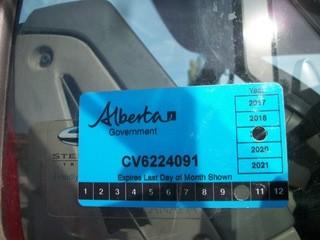 Alberta
Government
Year
2017
2018
2020
2021
CV6224091
Expires Last Day of Month Shown
1 2 3 4 5 6 7 8 9 11 12